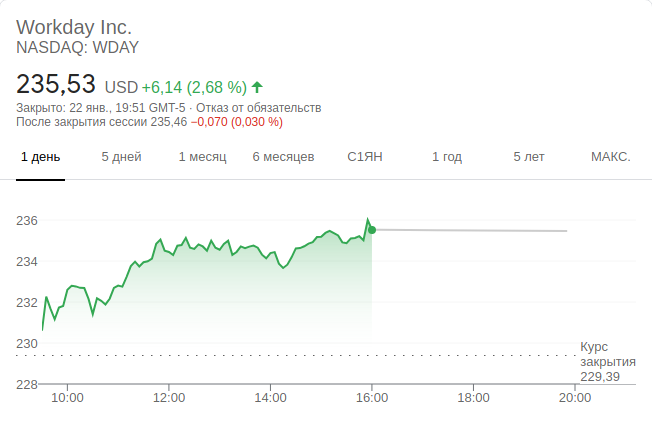 Workday Inc.
NASDAQ: WDAY
235,53 USD +6,14 (2,68 %)
Закрыто: 22 янв., 19:51 GMT-5 · Отказ от обязательств
После закрытия сессии 235,46 −0,070 (0,030 %)
1 день 5 дней 1 месяц 6 месяцев С1ЯН 1 год 5 лет МАКС.
236
234
232
230
Курс
закрытия
229,39
228
10:00 12:00 14:00 16:00 18:00 20:00